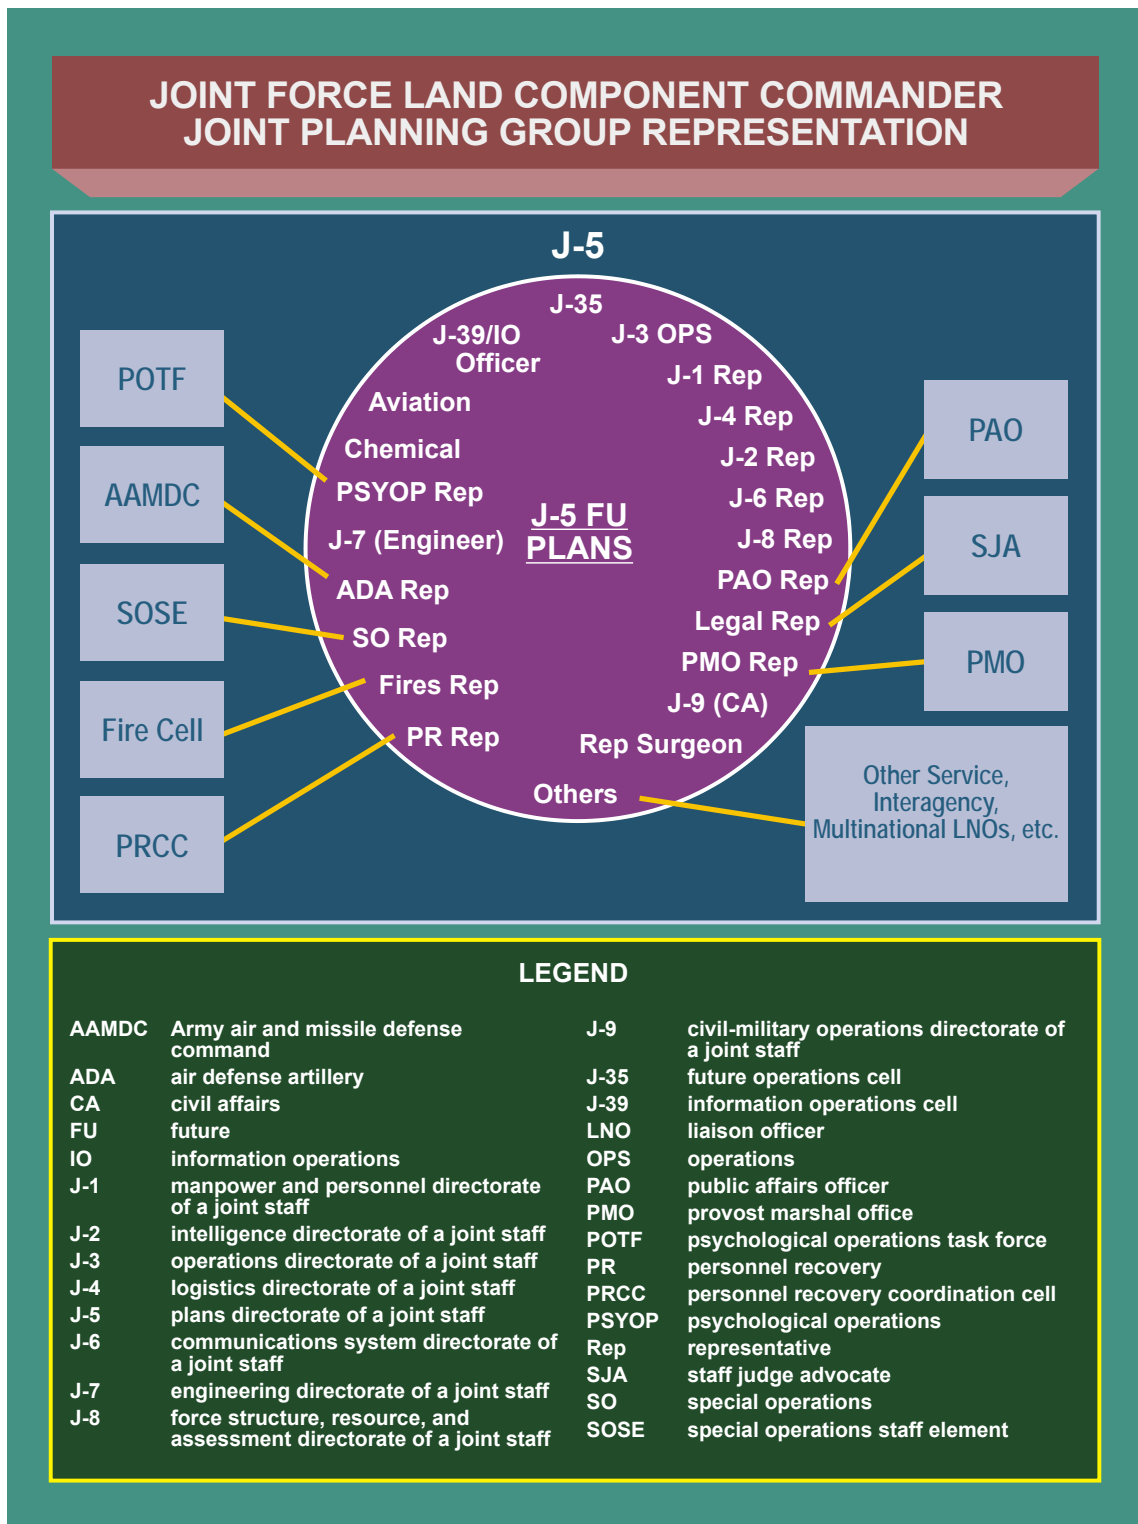 JOINT FORCE LAND COMPONENT COMMANDER
JOINT PLANNING GROUP REPRESENTATION
J-5
J-35
J-39/IO
Officer
J-3 OPS
J-1 Rep
Aviation
J-4 Rep
Chemical
J-2 Rep
PSYOP Rep
J-6 Rep
J-7 (Engineer)
J-5 FU
PLANS
J-8 Rep
ADA Rep
PAO Rep
SO Rep
Legal Rep
Fires Rep
PMO Rep
J-9 (CA)
PR Rep
Rep Surgeon
Others
POTF
AAMDC
SOSE
Fire Cell
PRCC
PAO
SJA
PMO
Other Service,
Interagency,
Multinational LNOs, etc.
LEGEND
AAMDC Army air and missile defense
command
ADA air defense artillery
CA civil affairs
FU future
IO information operations
J-1 manpower and personnel directorate
of a joint staff
J-2 intelligence directorate of a joint staff
J-3 operations directorate of a joint staff
J-4 logistics directorate of a joint staff
J-5 plans directorate of a joint staff
J-6 communications system directorate of
a joint staff
J-7 engineering directorate of a joint staff
J-8 force structure, resource, and
assessment directorate of a joint staff
J-9 civil-military operations directorate of
a joint staff
J-35 future operations cell
J-39 information operations cell
LNO liaison officer
OPS operations
PAO public affairs officer
PMO provost marshal office
POTF psychological operations task force
PR personnel recovery
PRCC personnel recovery coordination cell
PSYOP psychological operations
Rep representative
SJA staff judge advocate
SO special operations
SOSE special operations staff element